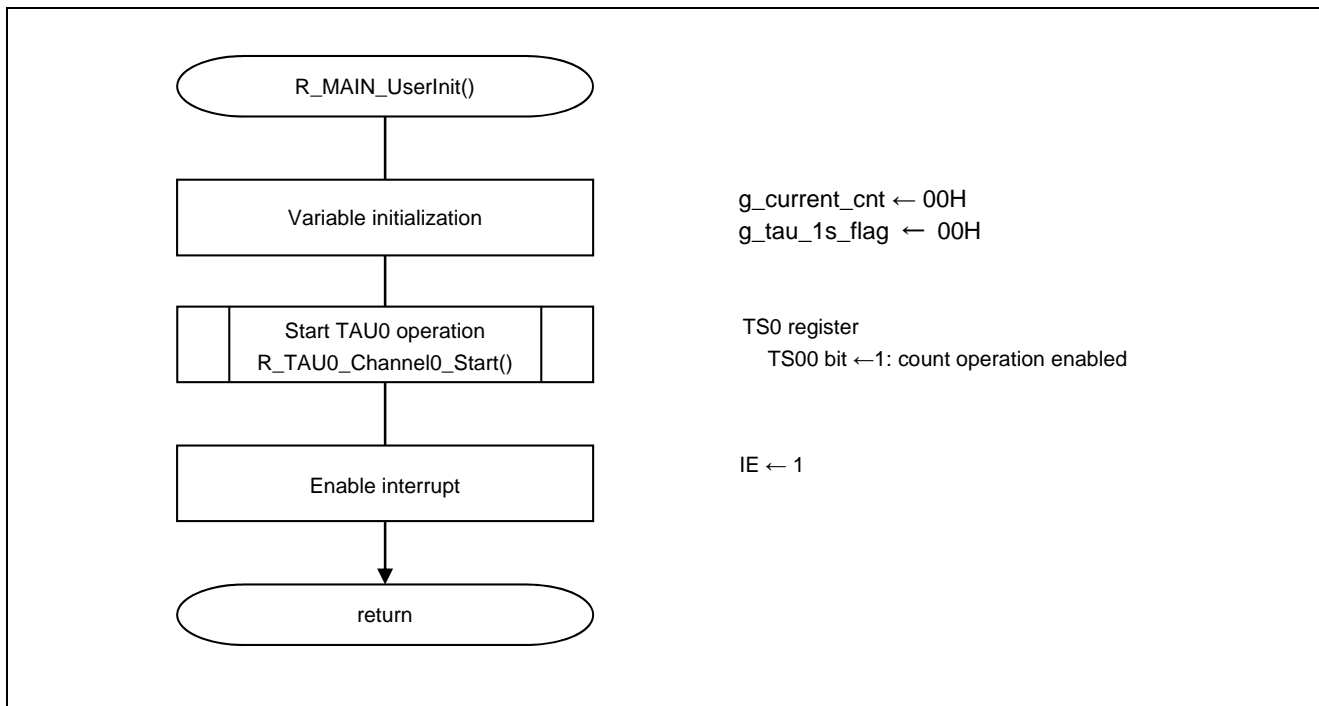 R_MAIN_UserInit()
Variable initialization
g_current_cnt ← 00H
g_tau_1s_flag ← 00H
Start TAU0 operation
R_TAU0_Channel0_Start()
TS0 register
TS00 bit ←1: count operation enabled
Enable interrupt
IE ← 1
return